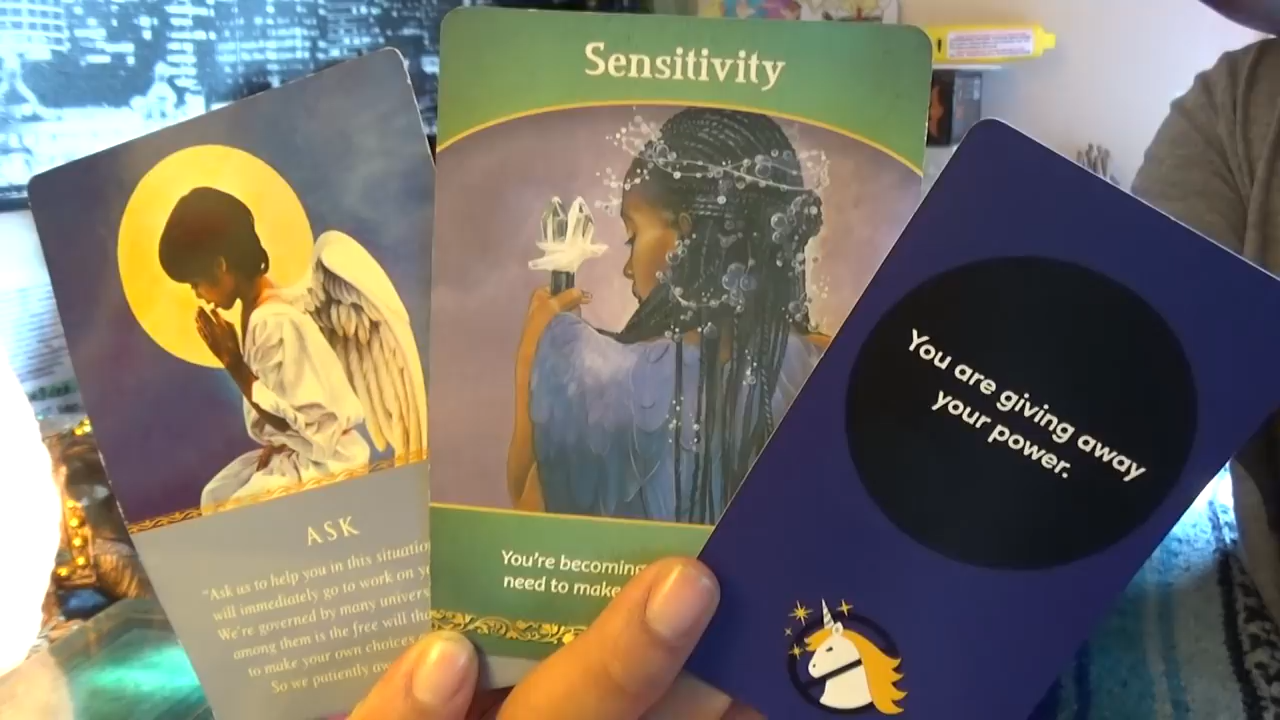 ASK
"Ask us to help you in this situatio
will immediately go to work on y
We're governed by many univers
among them is the free will th
to make your own choices
So we patiently aw
Sensitivity
You're becoming
need to make
You are giving away
your power.